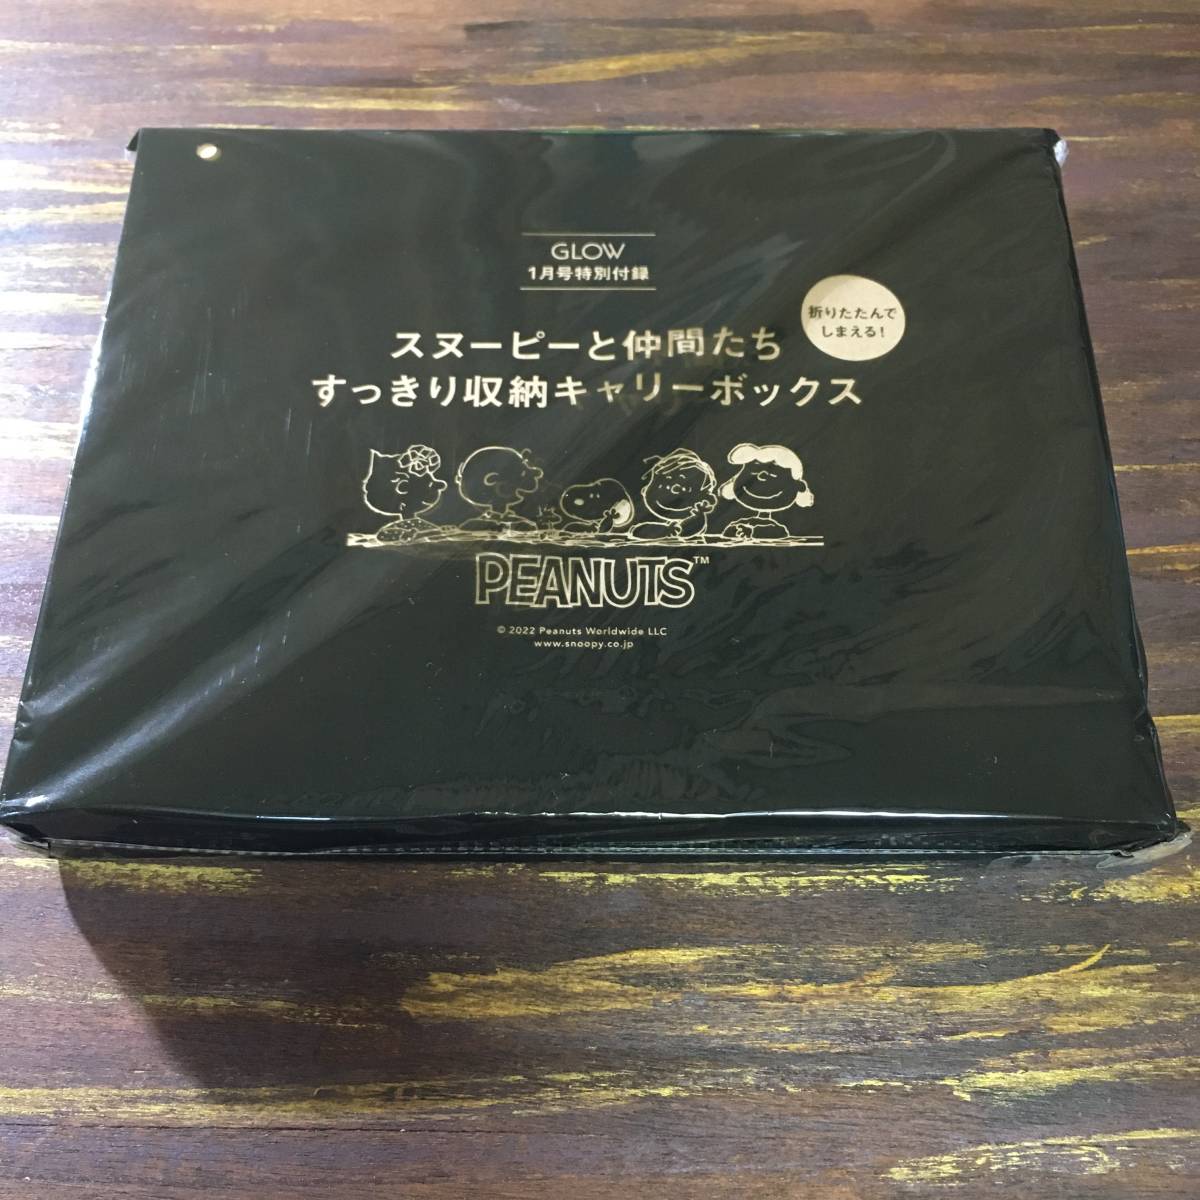 GLOW
1月号特別付録
折りたたんで
しまえる!
スヌーピーと仲間たち
すっきり収納キャリーボックス
PEANUTS™
© 2022 Peanuts Worldwide LLC
www.snoopy.co.jp